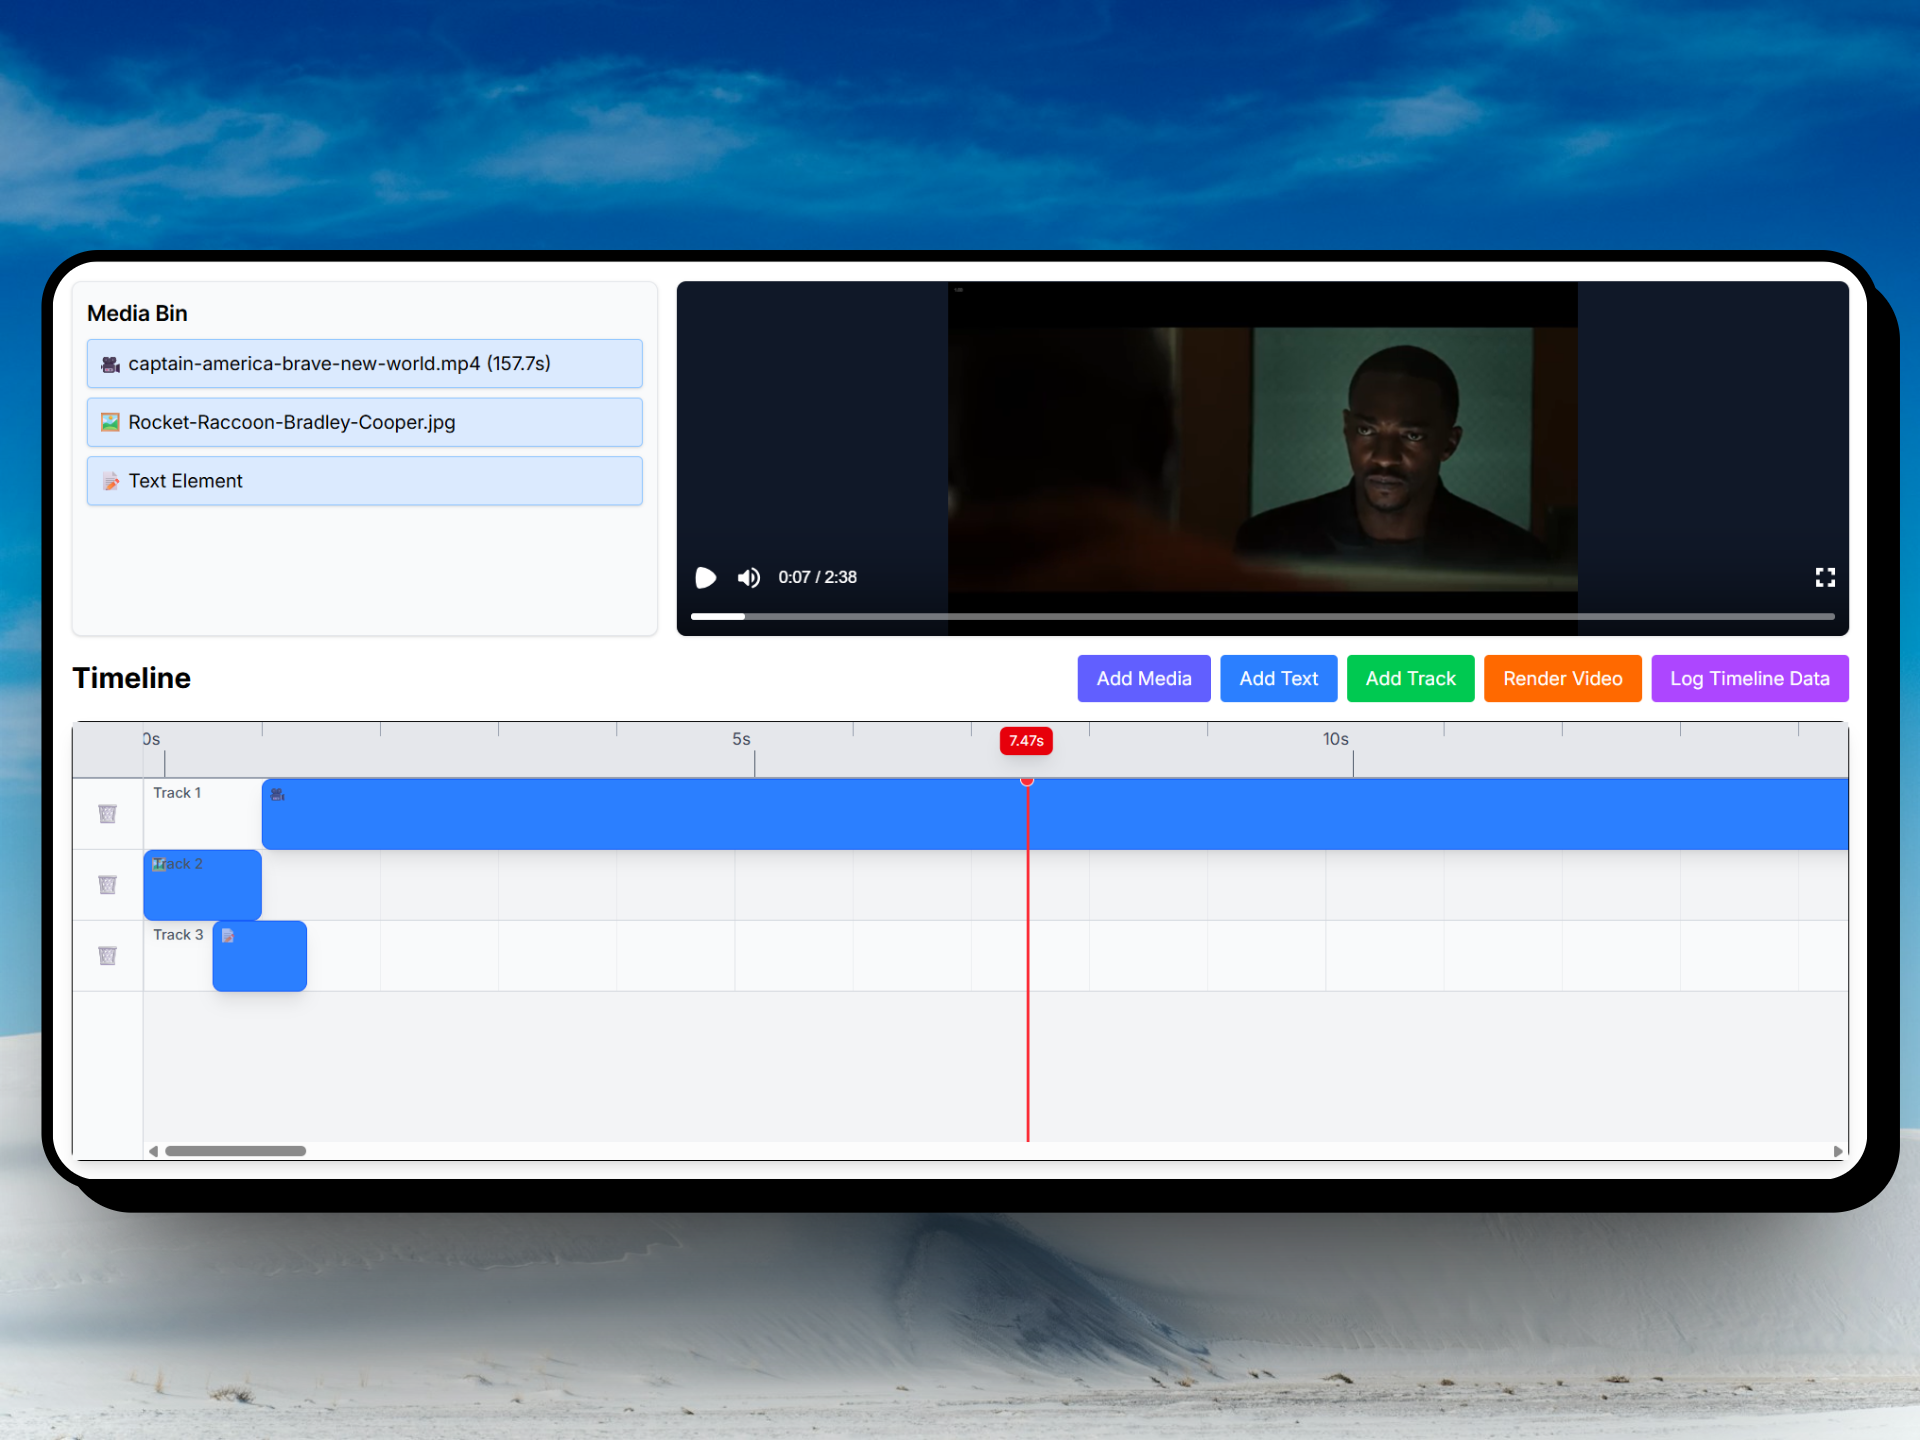 Media Bin
captain-america-brave-new-world.mp4 (157.7s)
Rocket-Raccoon-Bradley-Cooper.jpg
Text Element
0:07 / 2:38
Timeline
Add Media
Add Text
Add Track
Render Video
Log Timeline Data
0s
5s
7.47s
10s
Track 1
Track 2
Track 3